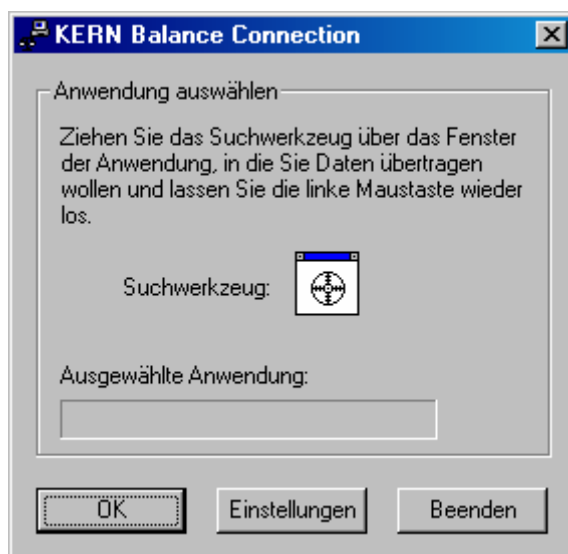 KERN Balance Connection
Anwendung auswählen
Ziehen Sie das Suchwerkzeug über das Fenster
der Anwendung, in die Sie Daten übertragen
wollen und lassen Sie die linke Maustaste wieder
los.
Suchwerkzeug:
Ausgewählte Anwendung:
OK
Einstellungen
Beenden